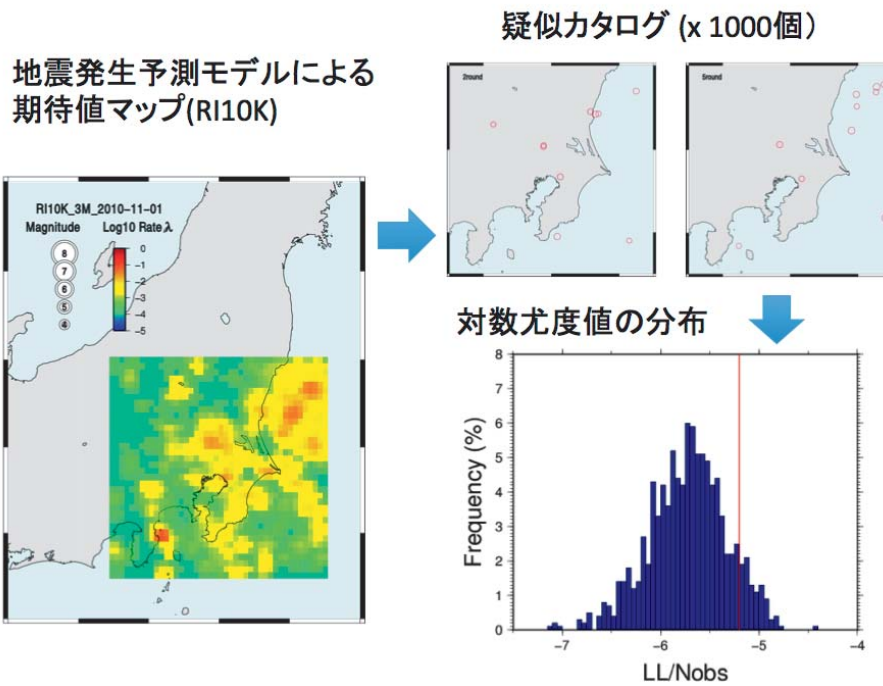 地震発生予測モデルによる
期待値マップ(RI10K)
RI10K_3M_2010-11-01
Magnitude
Log10 Rate λ
8
7
6
5
4
0
−1
−2
−3
−4
−5
疑似カタログ (x 1000個）
2round
5round
対数尤度値の分布
Frequency (%)
8
7
6
5
4
3
2
1
0
−7
−6
−5
−4
LL/Nobs